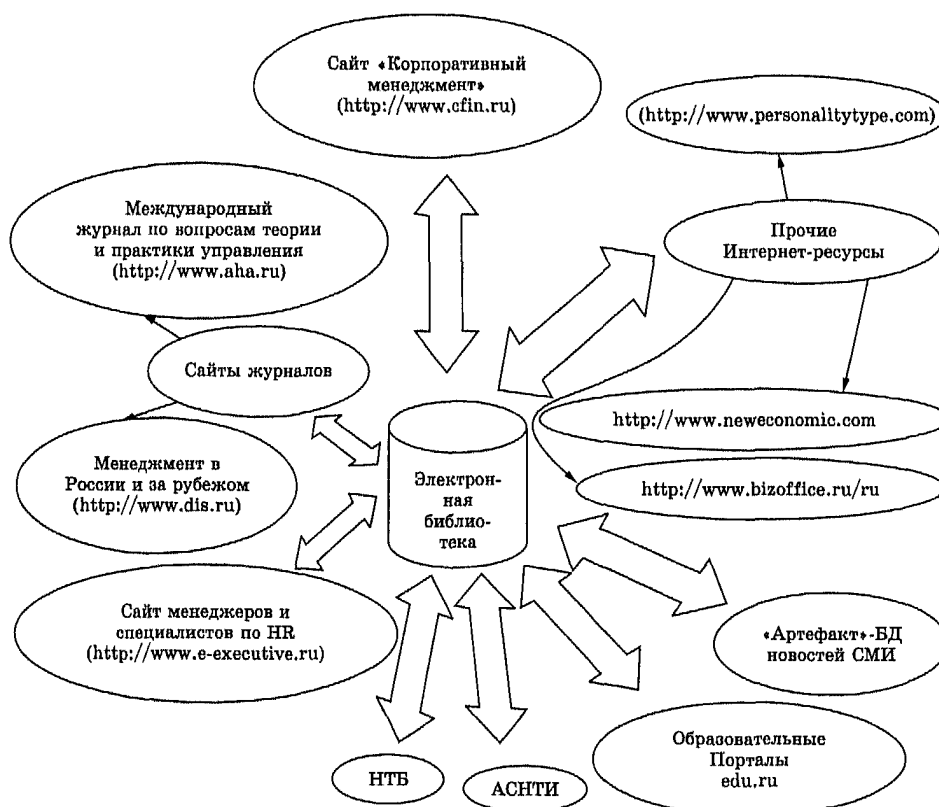 Сайт «Корпоративный
менеджмент»
(http://www.cfin.ru)
(http://www.personalitytype.com)
Международный
журнал по вопросам теории
и практики управления
(http://www.aha.ru)
Прочие
Интернет-ресурсы
Сайты журналов
http://www.neweconomic.com
Менеджмент в
России и за рубежом
(http://www.dis.ru)
Электрон-
ная
библио-
тека
http://www.bizoffice.ru/ru
Сайт менеджеров и
специалистов по HR
(http://www.e-executive.ru)
«Артефакт»-БД
новостей СМИ
Образовательные
Порталы
edu.ru
НТБ
АСНТИ